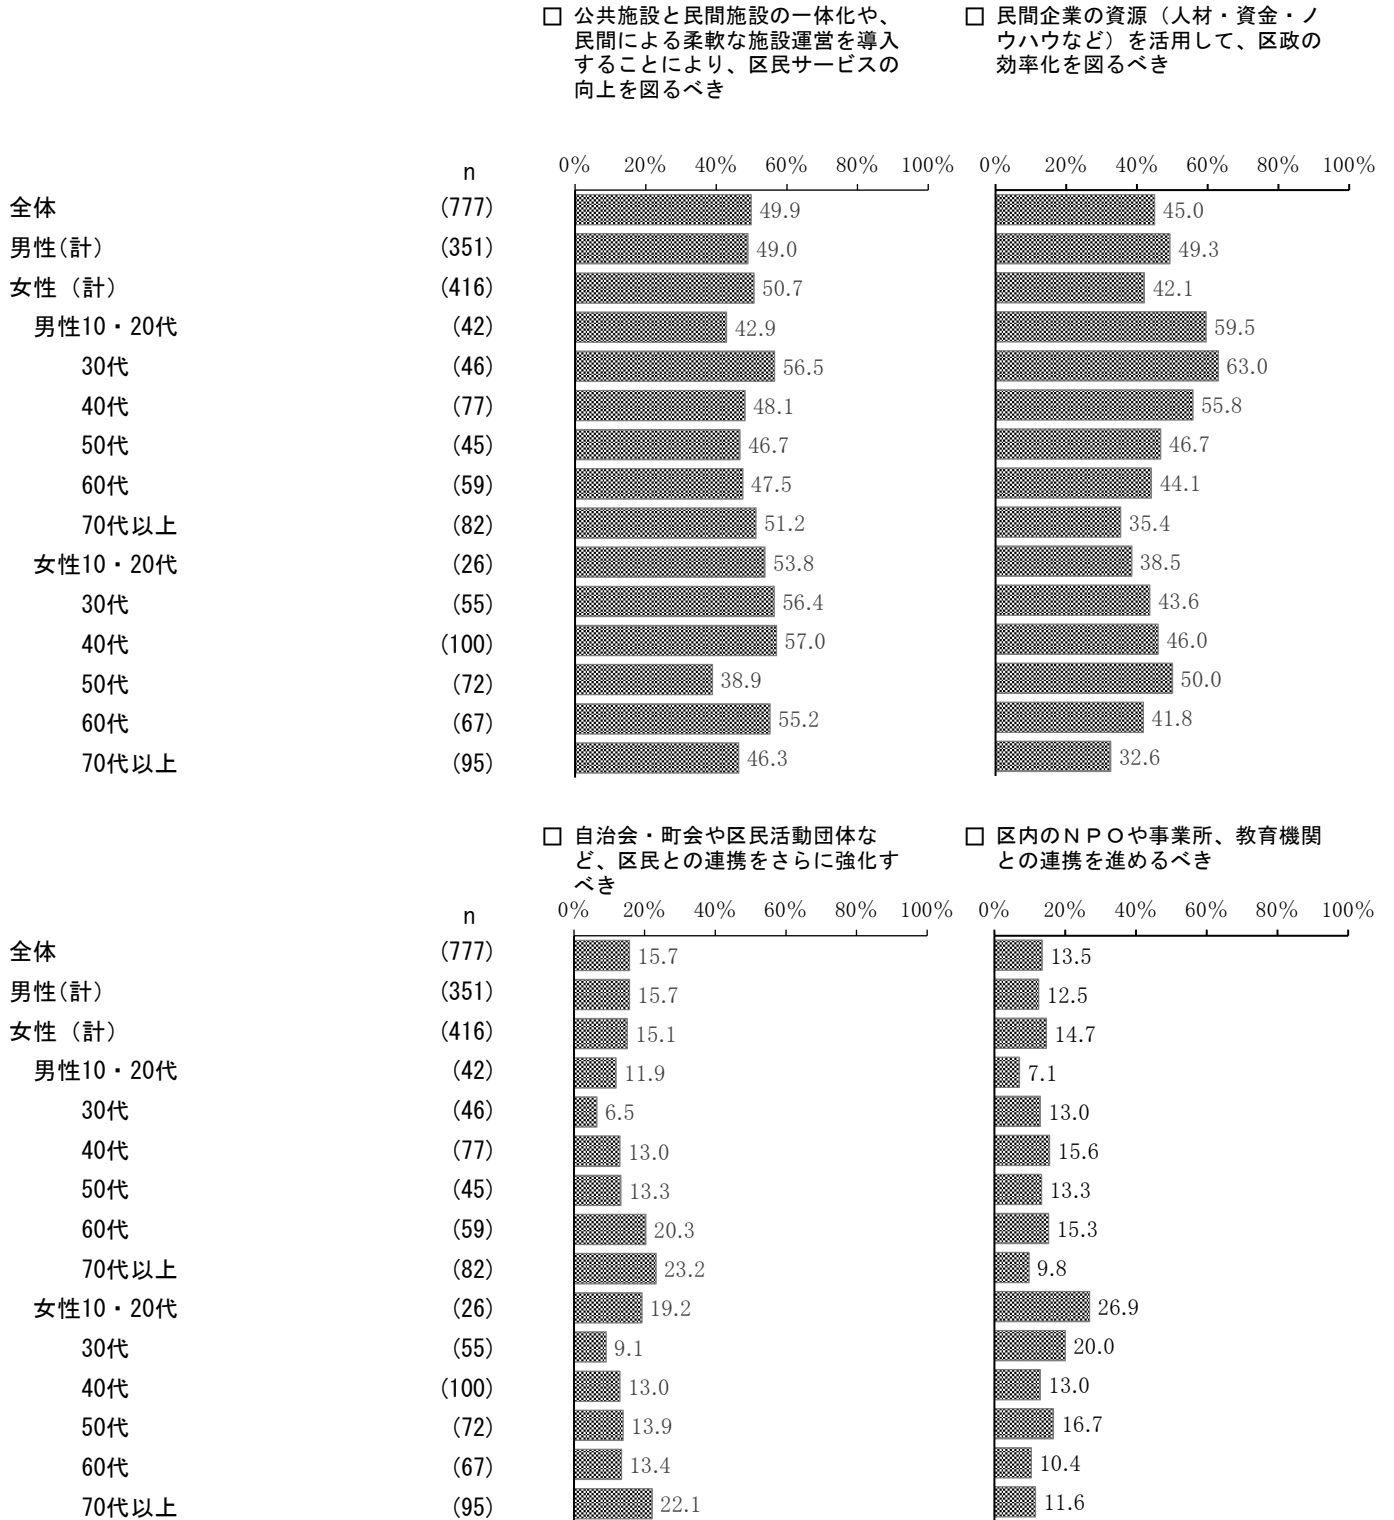 □ 公共施設と民間施設の一体化や、
民間による柔軟な施設運営を導入
することにより、区民サービスの
向上を図るべき
□ 民間企業の資源（人材・資金・ノ
ウハウなど）を活用して、区政の
効率化を図るべき
n 0% 20% 40% 60% 80% 100% 0% 20% 40% 60% 80% 100%
全体 (777) 49.9 45.0
男性(計) (351) 49.0 49.3
女性（計） (416) 50.7 42.1
男性10・20代 (42) 42.9 59.5
30代 (46) 56.5 63.0
40代 (77) 48.1 55.8
50代 (45) 46.7 46.7
60代 (59) 47.5 44.1
70代以上 (82) 51.2 35.4
女性10・20代 (26) 53.8 38.5
30代 (55) 56.4 43.6
40代 (100) 57.0 46.0
50代 (72) 38.9 50.0
60代 (67) 55.2 41.8
70代以上 (95) 46.3 32.6
□ 自治会・町会や区民活動団体な
ど、区民との連携をさらに強化す
べき
□ 区内のＮＰＯや事業所、教育機関
との連携を進めるべき
n 0% 20% 40% 60% 80% 100% 0% 20% 40% 60% 80% 100%
全体 (777) 15.7 13.5
男性(計) (351) 15.7 12.5
女性（計） (416) 15.1 14.7
男性10・20代 (42) 11.9 7.1
30代 (46) 6.5 13.0
40代 (77) 13.0 15.6
50代 (45) 13.3 13.3
60代 (59) 20.3 15.3
70代以上 (82) 23.2 9.8
女性10・20代 (26) 19.2 26.9
30代 (55) 9.1 20.0
40代 (100) 13.0 13.0
50代 (72) 13.9 16.7
60代 (67) 13.4 10.4
70代以上 (95) 22.1 11.6